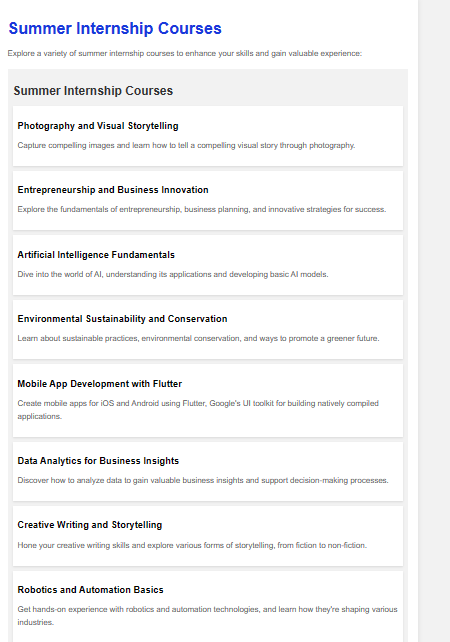 Summer Internship Courses
Explore a variety of summer internship courses to enhance your skills and gain valuable experience:
Summer Internship Courses
Photography and Visual Storytelling
Capture compelling images and learn how to tell a compelling visual story through photography.
Entrepreneurship and Business Innovation
Explore the fundamentals of entrepreneurship, business planning, and innovative strategies for success.
Artificial Intelligence Fundamentals
Dive into the world of AI, understanding its applications and developing basic AI models.
Environmental Sustainability and Conservation
Learn about sustainable practices, environmental conservation, and ways to promote a greener future.
Mobile App Development with Flutter
Create mobile apps for iOS and Android using Flutter, Google's UI toolkit for building natively compiled
applications.
Data Analytics for Business Insights
Discover how to analyze data to gain valuable business insights and support decision-making processes.
Creative Writing and Storytelling
Hone your creative writing skills and explore various forms of storytelling, from fiction to non-fiction.
Robotics and Automation Basics
Get hands-on experience with robotics and automation technologies, and learn how they're shaping various
industries.